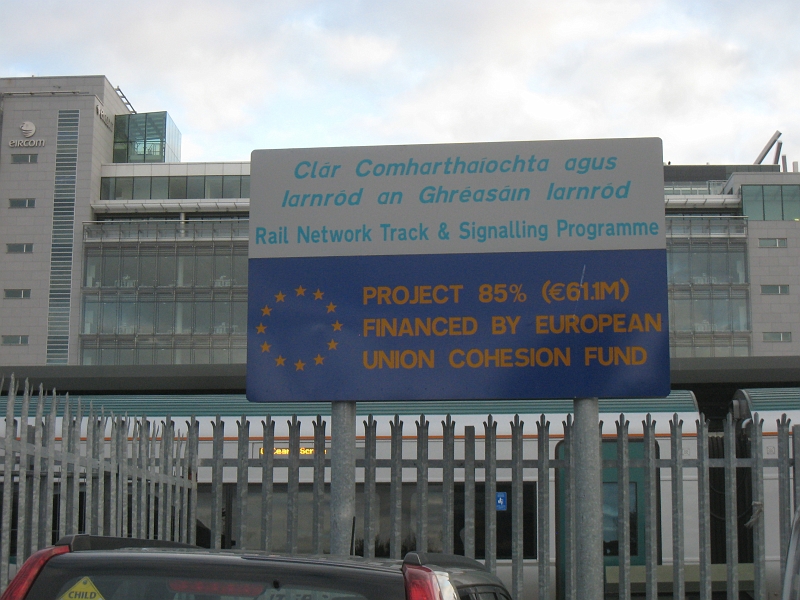 eircom
Clár Comharthaíochta agus
Iarnród an Ghréasáin Iarnród
Rail Network Track & Signalling Programme
PROJECT 85% (€61.1M)
FINANCED BY EUROPEAN
UNION COHESION FUND
CHILD